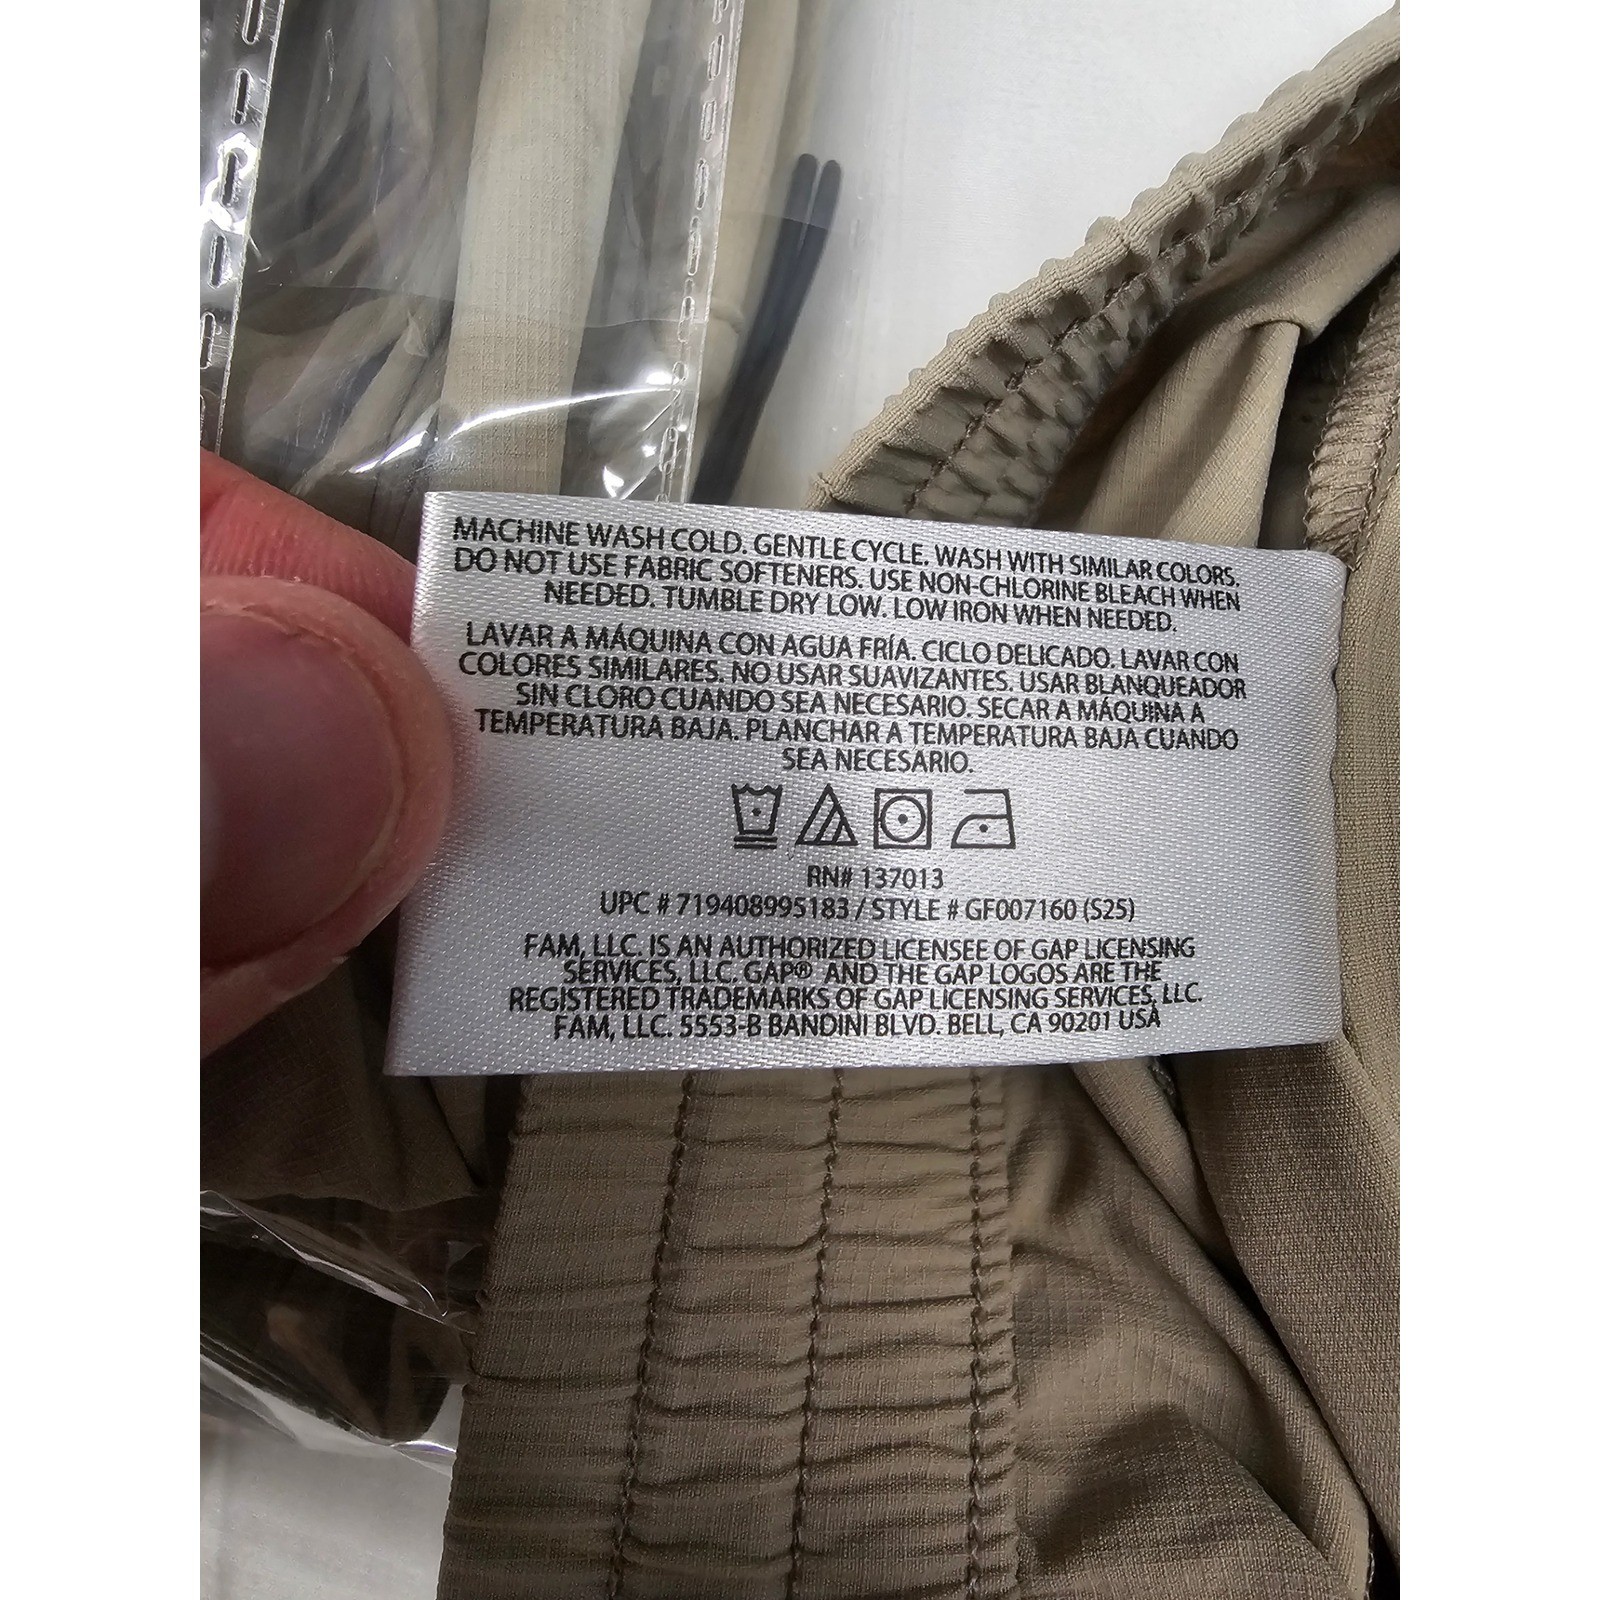 MACHINE WASH COLD. GENTLE CYCLE. WASH WITH SIMILAR COLORS.
DO NOT USE FABRIC SOFTENERS. USE NON-CHLORINE BLEACH WHEN
NEEDED. TUMBLE DRY LOW. LOW IRON WHEN NEEDED.
LAVAR A MÁQUINA CON AGUA FRÍA. CICLO DELICADO. LAVAR CON
COLORES SIMILARES. NO USAR SUAVIZANTES. USAR BLANQUEADOR
SIN CLORO CUANDO SEA NECESARIO. SECAR A MÁQUINA A
TEMPERATURA BAJA. PLANCHAR A TEMPERATURA BAJA CUANDO
SEA NECESARIO.
RN# 137013
UPC # 719408995183 / STYLE # GF007160 (S25)
FAM, LLC. IS AN AUTHORIZED LICENSEE OF GAP LICENSING
SERVICES, LLC. GAP® AND THE GAP LOGOS ARE THE
REGISTERED TRADEMARKS OF GAP LICENSING SERVICES, LLC.
FAM, LLC. 5553-B BANDINI BLVD. BELL, CA 90201 USA